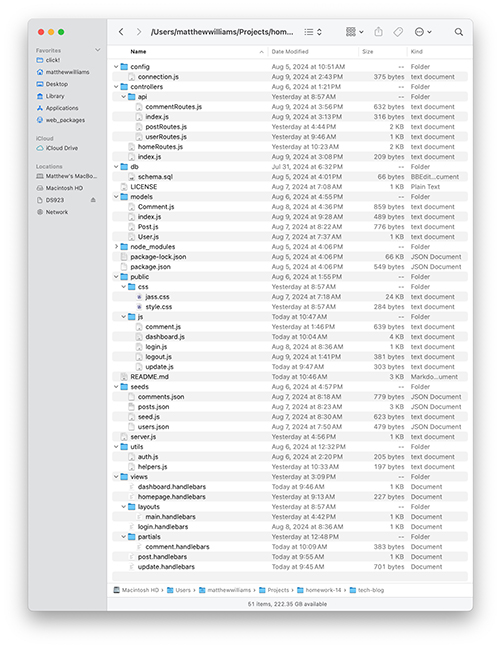 /Users/matthewwilliams/Projects/hom…
Name Date Modified Size Kind
Favorites
click!
matthewwilliams
Desktop
Library
Applications
web_packages
iCloud
iCloud Drive
Locations
Matthew's MacBo...
Macintosh HD
DS923
Network
config Aug 5, 2024 at 10:51 AM -- Folder
connection.js Aug 9, 2024 at 2:43 PM 375 bytes text document
controllers Aug 6, 2024 at 1:21 PM -- Folder
api Yesterday at 8:57 AM -- Folder
commentRoutes.js Aug 9, 2024 at 3:56 PM 632 bytes text document
index.js Aug 9, 2024 at 3:13 PM 316 bytes text document
postRoutes.js Yesterday at 4:44 PM 2 KB text document
userRoutes.js Yesterday at 9:46 AM 1 KB text document
homeRoutes.js Yesterday at 10:23 AM 2 KB text document
index.js Aug 9, 2024 at 3:08 PM 209 bytes text document
db Jul 31, 2024 at 6:32 PM -- Folder
schema.sql Aug 5, 2024 at 4:01 PM 66 bytes BBEdit...cument
LICENSE Aug 7, 2024 at 7:08 AM 1 KB Plain Text
models Aug 6, 2024 at 4:55 PM -- Folder
Comment.js Aug 8, 2024 at 4:36 PM 859 bytes text document
index.js Aug 9, 2024 at 9:28 AM 489 bytes text document
Post.js Aug 7, 2024 at 8:22 AM 776 bytes text document
User.js Aug 7, 2024 at 7:37 AM 1 KB text document
node_modules Aug 5, 2024 at 4:06 PM -- Folder
package-lock.json Aug 5, 2024 at 4:06 PM 66 KB JSON Document
package.json Aug 5, 2024 at 4:06 PM 549 bytes JSON Document
public Aug 6, 2024 at 1:55 PM -- Folder
css Yesterday at 8:57 AM -- Folder
jass.css Aug 7, 2024 at 7:18 AM 24 KB text document
style.css Yesterday at 8:57 AM 284 bytes text document
js Today at 10:47 AM -- Folder
comment.js Yesterday at 1:46 PM 639 bytes text document
dashboard.js Today at 10:04 AM 4 KB text document
login.js Aug 8, 2024 at 8:36 AM 1 KB text document
logout.js Aug 9, 2024 at 1:41 PM 381 bytes text document
update.js Today at 9:47 AM 303 bytes text document
README.md Today at 10:46 AM 3 KB Markdo...ument
seeds Aug 6, 2024 at 4:57 PM -- Folder
comments.json Aug 7, 2024 at 8:18 AM 779 bytes JSON Document
posts.json Aug 7, 2024 at 8:23 AM 3 KB JSON Document
seed.js Aug 7, 2024 at 8:30 AM 623 bytes text document
users.json Aug 7, 2024 at 7:50 AM 479 bytes JSON Document
server.js Yesterday at 4:56 PM 1 KB text document
utils Aug 6, 2024 at 12:32 PM -- Folder
auth.js Aug 6, 2024 at 2:20 PM 205 bytes text document
helpers.js Yesterday at 10:33 AM 197 bytes text document
views Yesterday at 3:09 PM -- Folder
dashboard.handlebars Today at 9:46 AM 1 KB Document
homepage.handlebars Yesterday at 9:13 AM 227 bytes Document
layouts Yesterday at 8:57 AM -- Folder
main.handlebars Yesterday at 4:42 PM 1 KB Document
login.handlebars Aug 8, 2024 at 8:36 AM 1 KB Document
partials Yesterday at 12:48 PM -- Folder
comment.handlebars Today at 10:09 AM 383 bytes Document
post.handlebars Today at 9:55 AM 1 KB Document
update.handlebars Today at 9:45 AM 701 bytes Document
Macintosh HD Users matthewwilliams Projects homework-14 tech-blog
51 items, 222.35 GB available